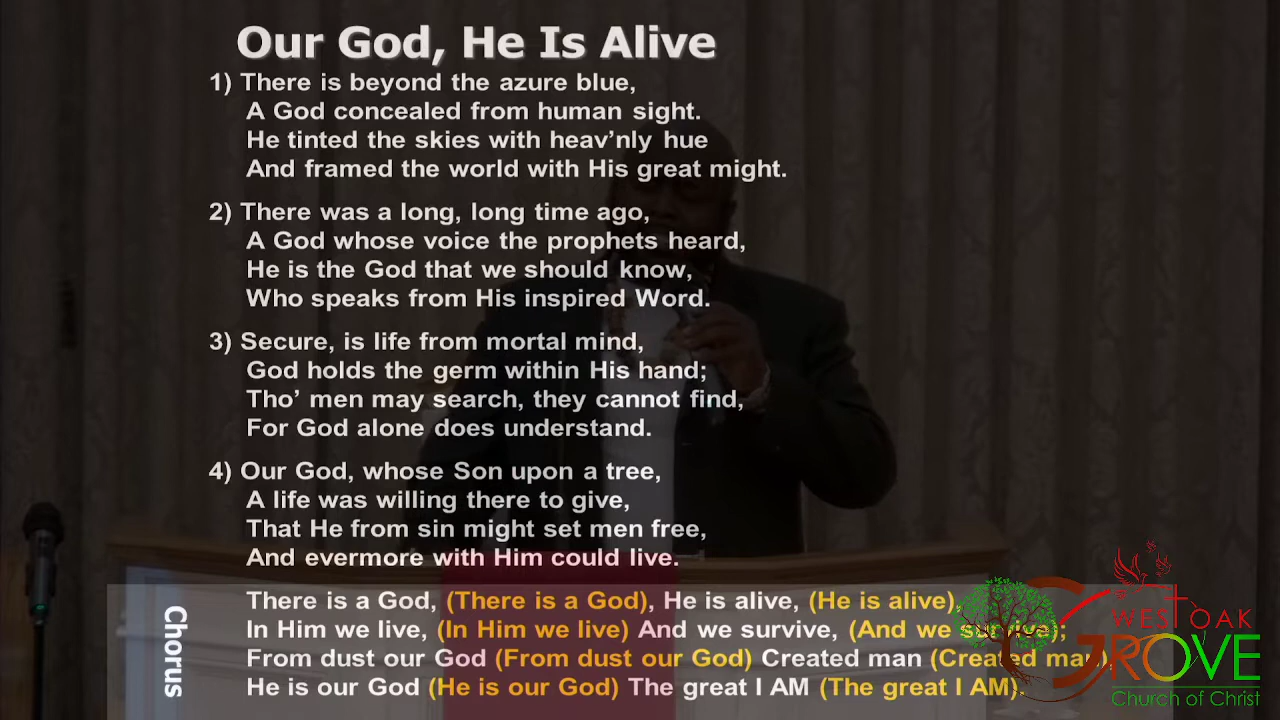 Our God, He Is Alive
1) There is beyond the azure blue,
A God concealed from human sight.
He tinted the skies with heav’nly hue
And framed the world with His great might.
2) There was a long, long time ago,
A God whose voice the prophets heard,
He is the God that we should know,
Who speaks from His inspired Word.
3) Secure, is life from mortal mind,
God holds the germ within His hand;
Tho’ men may search, they cannot find,
For God alone does understand.
4) Our God, whose Son upon a tree,
A life was willing there to give,
That He from sin might set men free,
And evermore with Him could live.
Chorus
There is a God, (There is a God), He is alive, (He is alive),
In Him we live, (In Him we live) And we survive, (And we survive);
From dust our God (From dust our God) Created man (Created man),
He is our God (He is our God) The great I AM (The great I AM).
WEST OAK
GROVE
Church of Christ